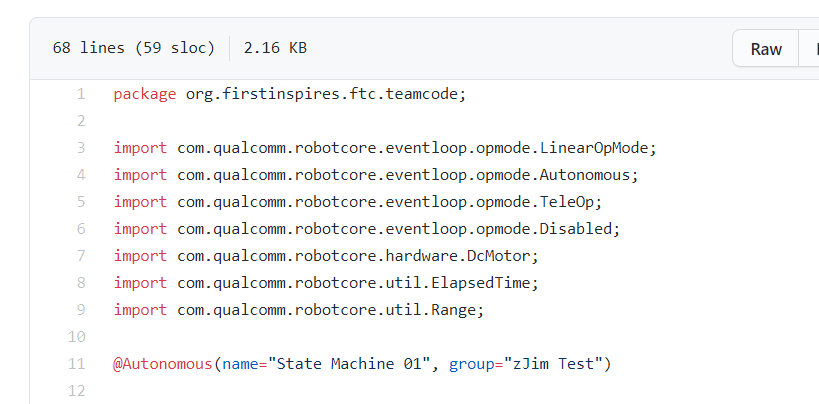 68 lines (59 sloc) 2.16 KB Raw
1 package org.firstinspires.ftc.teamcode;
2
3 import com.qualcomm.robotcore.eventloop.opmode.LinearOpMode;
4 import com.qualcomm.robotcore.eventloop.opmode.Autonomous;
5 import com.qualcomm.robotcore.eventloop.opmode.TeleOp;
6 import com.qualcomm.robotcore.eventloop.opmode.Disabled;
7 import com.qualcomm.robotcore.hardware.DcMotor;
8 import com.qualcomm.robotcore.util.ElapsedTime;
9 import com.qualcomm.robotcore.util.Range;
10
11 @Autonomous(name="State Machine 01", group="zJim Test")
12